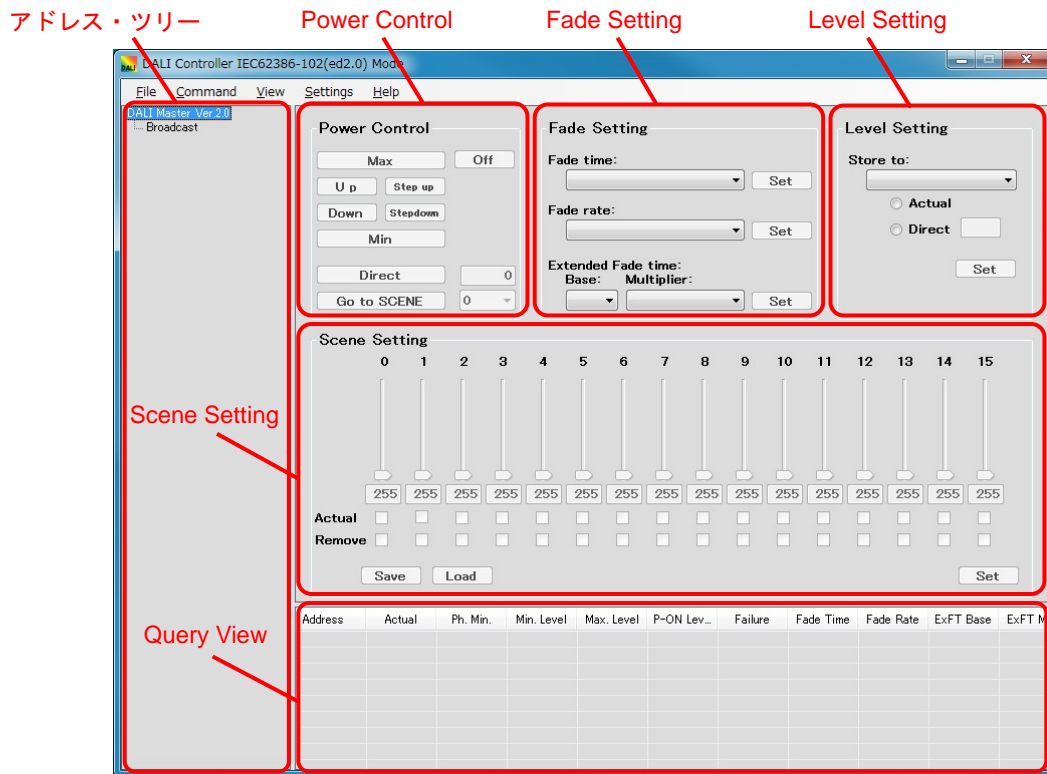 アドレス・ツリー Power Control Fade Setting Level Setting
DALI Controller IEC62386-102(ed2.0) Mode
File Command View Settings Help
DALI Master Ver 2.0
Broadcast
Power Control
Max Off
U p Step up
Down Stepdown
Min
Direct 0
Go to SCENE 0
Fade Setting
Fade time:
Set
Fade rate:
Set
Extended Fade time:
Base: Multiplier:
Set
Level Setting
Store to:
Actual
Direct
Set
Scene Setting
Scene Setting
0 1 2 3 4 5 6 7 8 9 10 11 12 13 14 15
255 255 255 255 255 255 255 255 255 255 255 255 255 255 255 255
Actual
Remove
Save Load Set
Query View
Address Actual Ph. Min. Min. Level Max. Level P-ON Lev... Failure Fade Time Fade Rate ExFT Base ExFT M